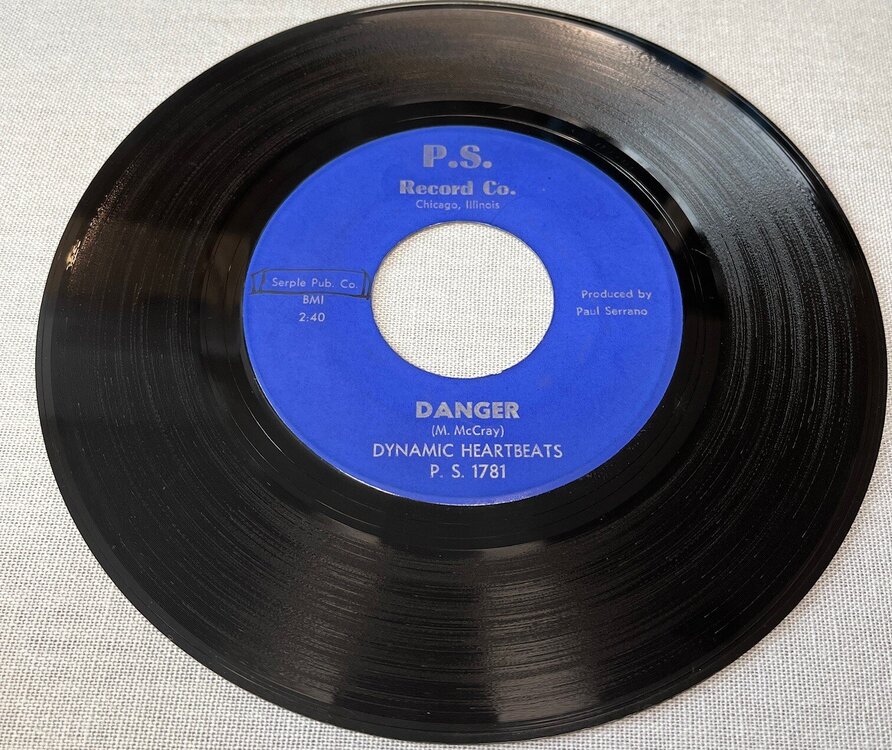 P.S.
Record Co.
Chicago, Illinois
Serple Pub. Co.
BMI
2:40
Produced by
Paul Serrano
DANGER
(M. McCray)
DYNAMIC HEARTBEATS
P. S. 1781